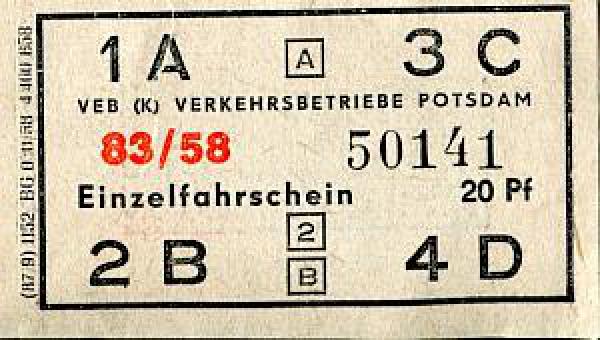 1A A 3C
VEB (K) VERKEHRSBETRIEBE POTSDAM
83/58 50141
Einzelfahrschein 20 Pf
2
2B B 4D